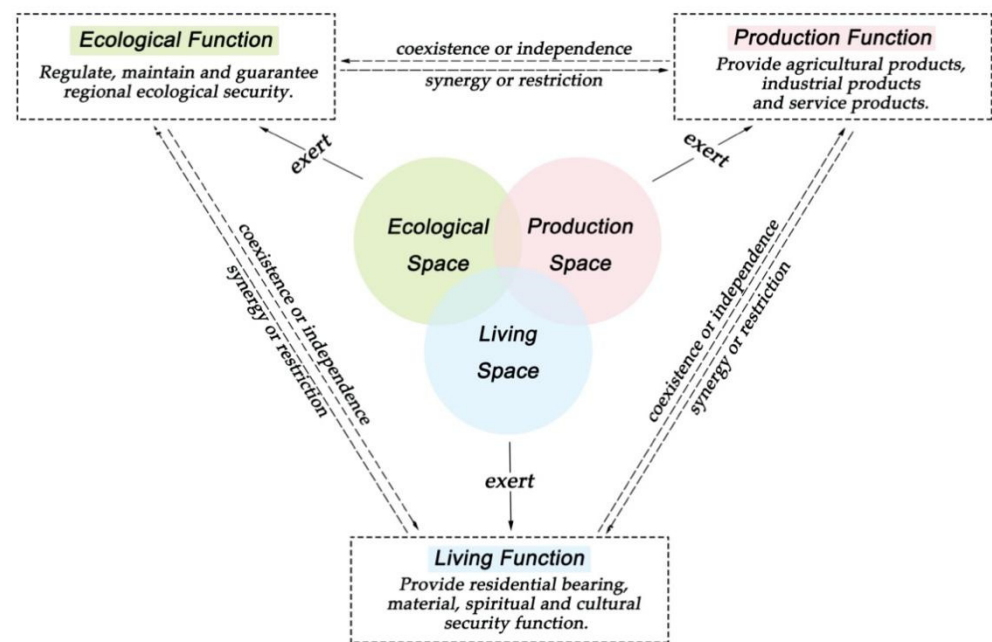 Ecological Function
Regulate, maintain and guarantee
regional ecological security.
coexistence or independence
synergy or restriction
Production Function
Provide agricultural products,
industrial products
and service products.
exert
exert
Ecological
Space
Production
Space
Living
Space
coexistence or independence
synergy or restriction
coexistence or independence
synergy or restriction
exert
Living Function
Provide residential bearing,
material, spiritual and cultural
security function.